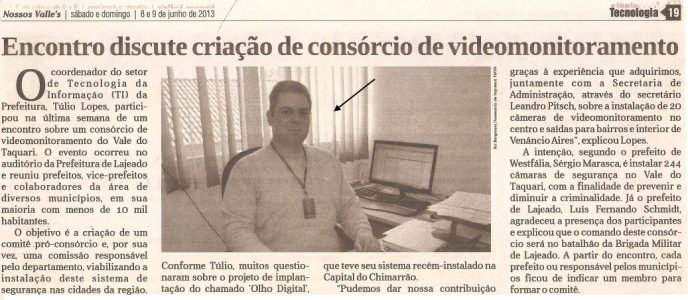 Nossos Valle's | sábado e domingo | 8 e 9 de junho de 2013
Tecnologia 19
Encontro discute criação de consórcio de videomonitoramento
O coordenador do setor
de Tecnologia da
Informação (TI) da
Prefeitura, Túlio Lopes, partici-
pou na última semana de um
encontro sobre um consórcio de
videomonitoramento do Vale do
Taquari. O evento ocorreu no
auditório da Prefeitura de Lajeado
e reuniu prefeitos, vice-prefeitos
e colaboradores da área de
diversos municípios, em sua
maioria com menos de 10 mil
habitantes.
O objetivo é a criação de um
comitê pró-consórcio e, por sua
vez, uma comissão responsável
pelo departamento, viabilizando a
instalação deste sistema de
segurança nas cidades da região.
Conforme Túlio, muitos questio-
naram sobre o projeto de implan-
tação do chamado 'Olho Digital',
que teve seu sistema recém-instalado na
Capital do Chimarrão.
"Pudemos dar nossa contribuição
graças à experiência que adquirimos,
juntamente com a Secretaria de
Administração, através do secretário
Leandro Pitsch, sobre a instalação de 20
câmeras de videomonitoramento no
centro e saídas para bairros e interior de
Venâncio Aires", explicou Lopes.
A intenção, segundo o prefeito de
Westfália, Sérgio Marasca, é instalar 244
câmaras de segurança no Vale do
Taquari, com a finalidade de prevenir e
diminuir a criminalidade. Já o prefeito
de Lajeado, Luís Fernando Schmidt,
agradeceu a presença dos participantes
e explicou que o comando deste consór-
cio será no batalhão da Brigada Militar
de Lajeado. A partir do encontro, cada
prefeito ou responsável pelos municípi-
os ficou de indicar um membro para
formar o comitê.